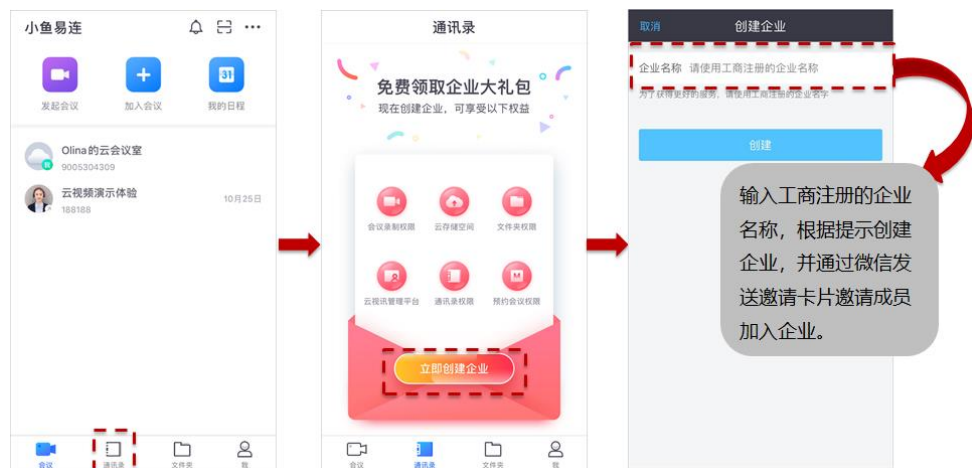 小鱼易连
发起会议
加入会议
31
我的日程
Olina的云会议室
9005304309
云视频演示体验
188188
10月25日
会议
通讯录
文件夹
我
通讯录
免费领取企业大礼包
现在创建企业，可享受以下权益
会议录制权限
云存储空间
文件夹权限
云视讯管理平台
通讯录权限
M
预约会议权限
立即创建企业
会议
通讯录
文件夹
我
取消
创建企业
企业名称 请使用工商注册的企业名称
为了获得更好的服务，请使用工商注册的企业名字
创建
输入工商注册的企业
名称，根据提示创建
企业，并通过微信发
送邀请卡片邀请成员
加入企业。